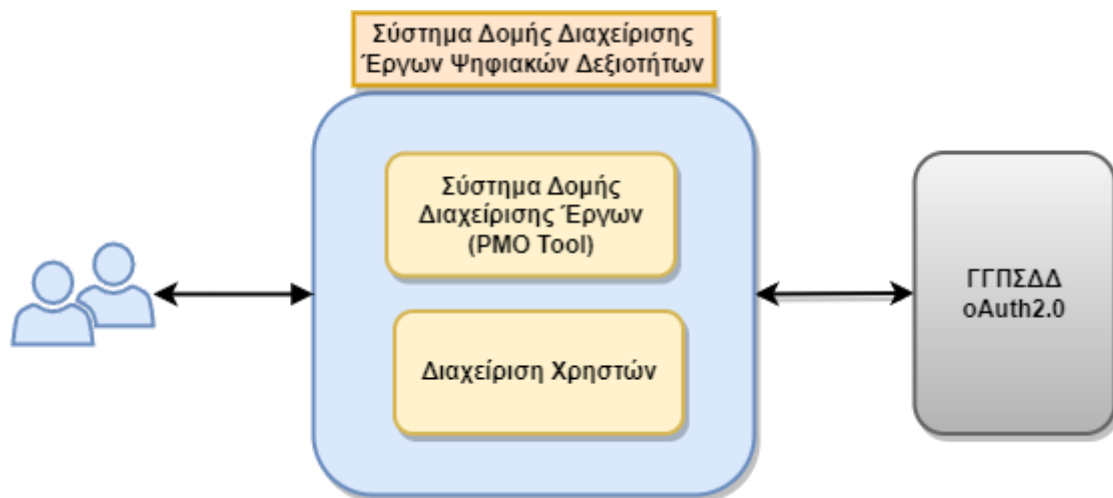 Σύστημα Δομής Διαχείρισης
Έργων Ψηφιακών Δεξιοτήτων
Σύστημα Δομής
Διαχείρισης Έργων
(PMO Tool)
Διαχείριση Χρηστών
ΓΓΠΣΔΔ
oAuth2.0